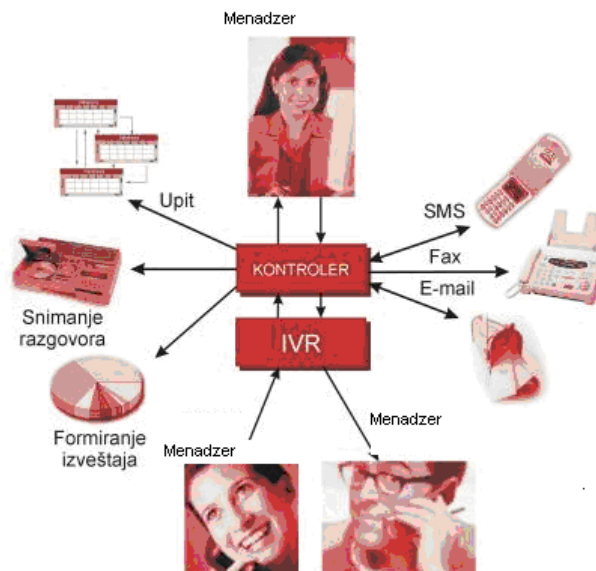 Menadzer
Upit
SMS
KONTROLER
Fax
E-mail
Snimanje
razgovora
IVR
Formiranje
izveštaja
Menadzer
Menadzer